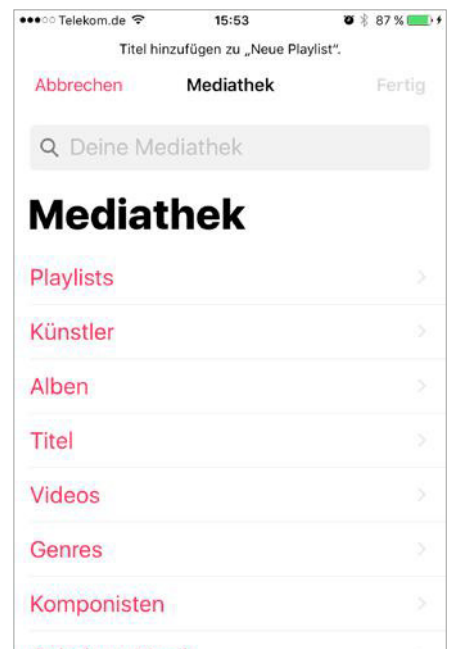 Telekom.de 15:53 87 %
Titel hinzufügen zu „Neue Playlist“.
Abbrechen Mediathek Fertig
Deine Mediathek
Mediathek
Playlists
Künstler
Alben
Titel
Videos
Genres
Komponisten